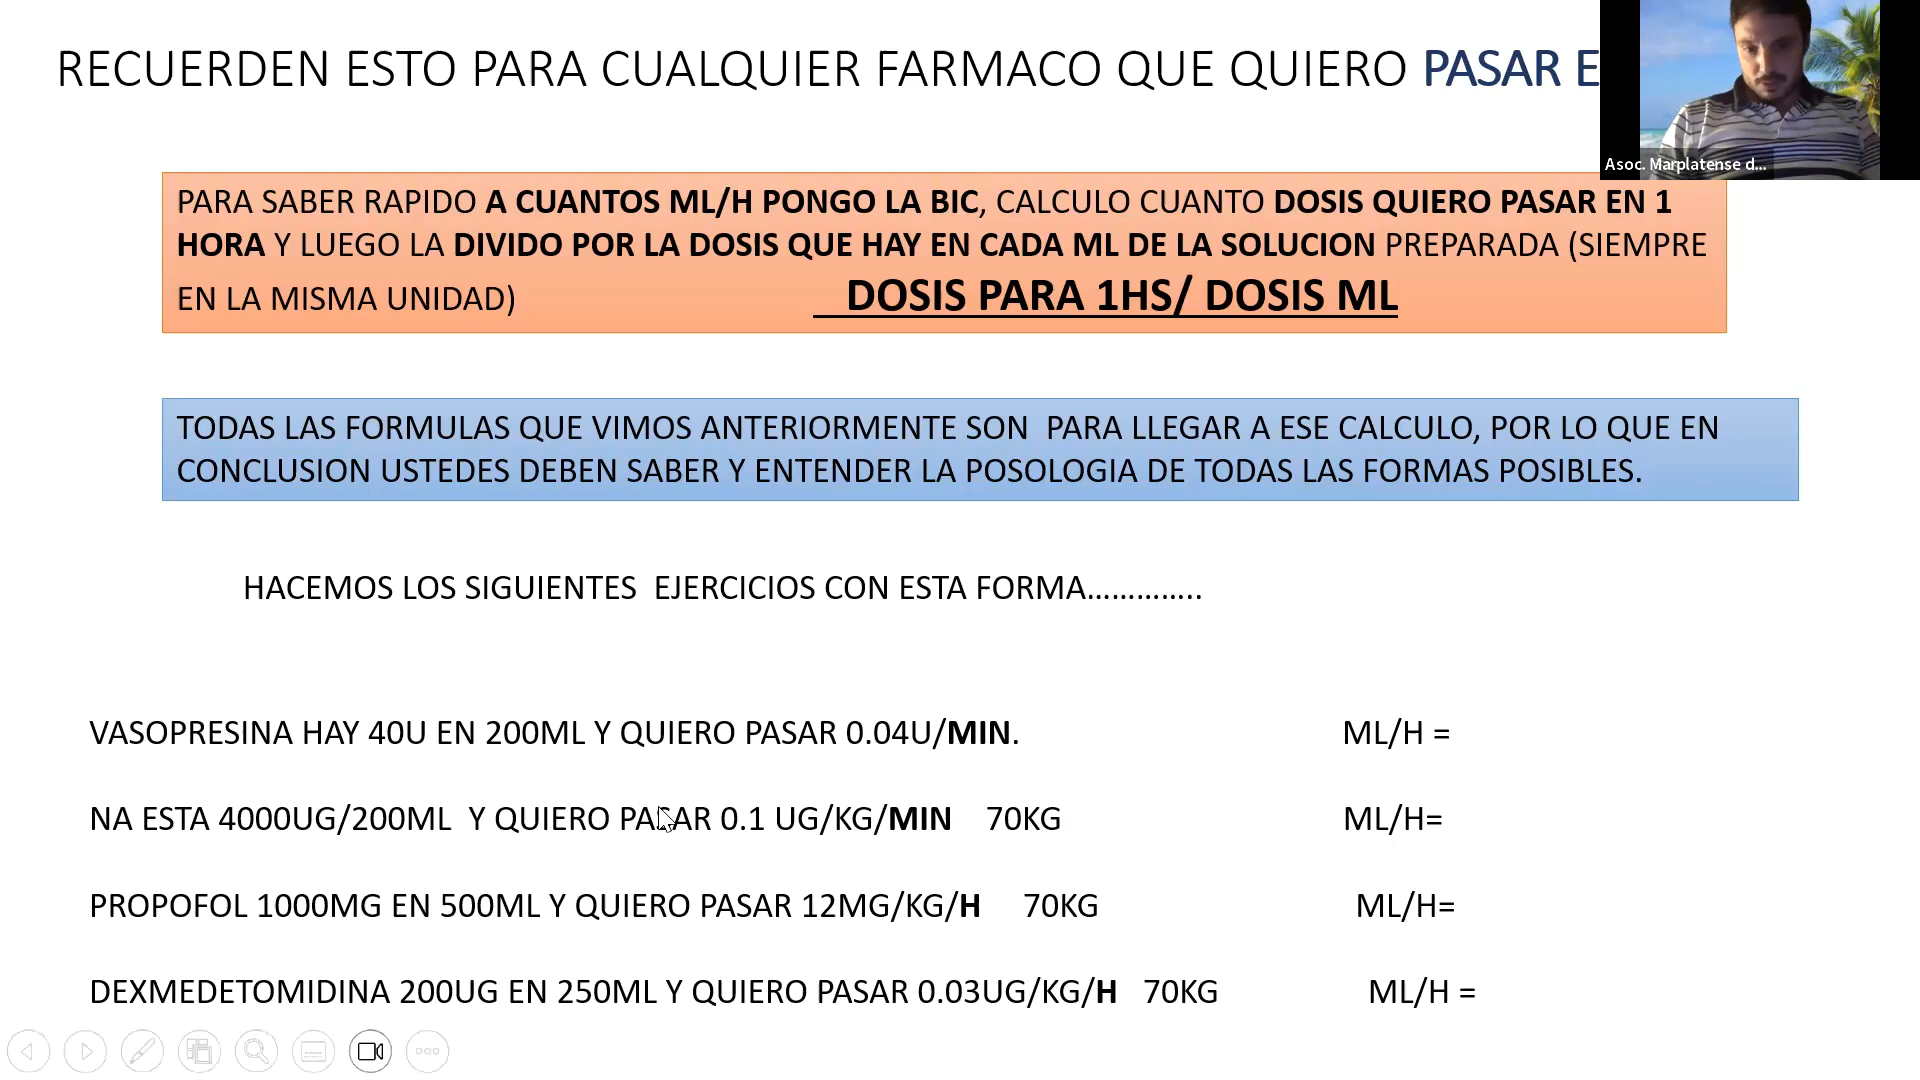 RECUERDEN ESTO PARA CUALQUIER FARMACO QUE QUIERO PASAR E
Asoc. Marplatense d...
PARA SABER RAPIDO A CUANTOS ML/H PONGO LA BIC, CALCULO CUANTO DOSIS QUIERO PASAR EN 1
HORA Y LUEGO LA DIVIDO POR LA DOSIS QUE HAY EN CADA ML DE LA SOLUCION PREPARADA (SIEMPRE
EN LA MISMA UNIDAD) DOSIS PARA 1HS/ DOSIS ML
TODAS LAS FORMULAS QUE VIMOS ANTERIORMENTE SON PARA LLEGAR A ESE CALCULO, POR LO QUE EN
CONCLUSION USTEDES DEBEN SABER Y ENTENDER LA POSOLOGIA DE TODAS LAS FORMAS POSIBLES.
HACEMOS LOS SIGUIENTES EJERCICIOS CON ESTA FORMA…………..
VASOPRESINA HAY 40U EN 200ML Y QUIERO PASAR 0.04U/MIN. ML/H =
NA ESTA 4000UG/200ML Y QUIERO PASAR 0.1 UG/KG/MIN 70KG ML/H=
PROPOFOL 1000MG EN 500ML Y QUIERO PASAR 12MG/KG/H 70KG ML/H=
DEXMEDETOMIDINA 200UG EN 250ML Y QUIERO PASAR 0.03UG/KG/H 70KG ML/H =